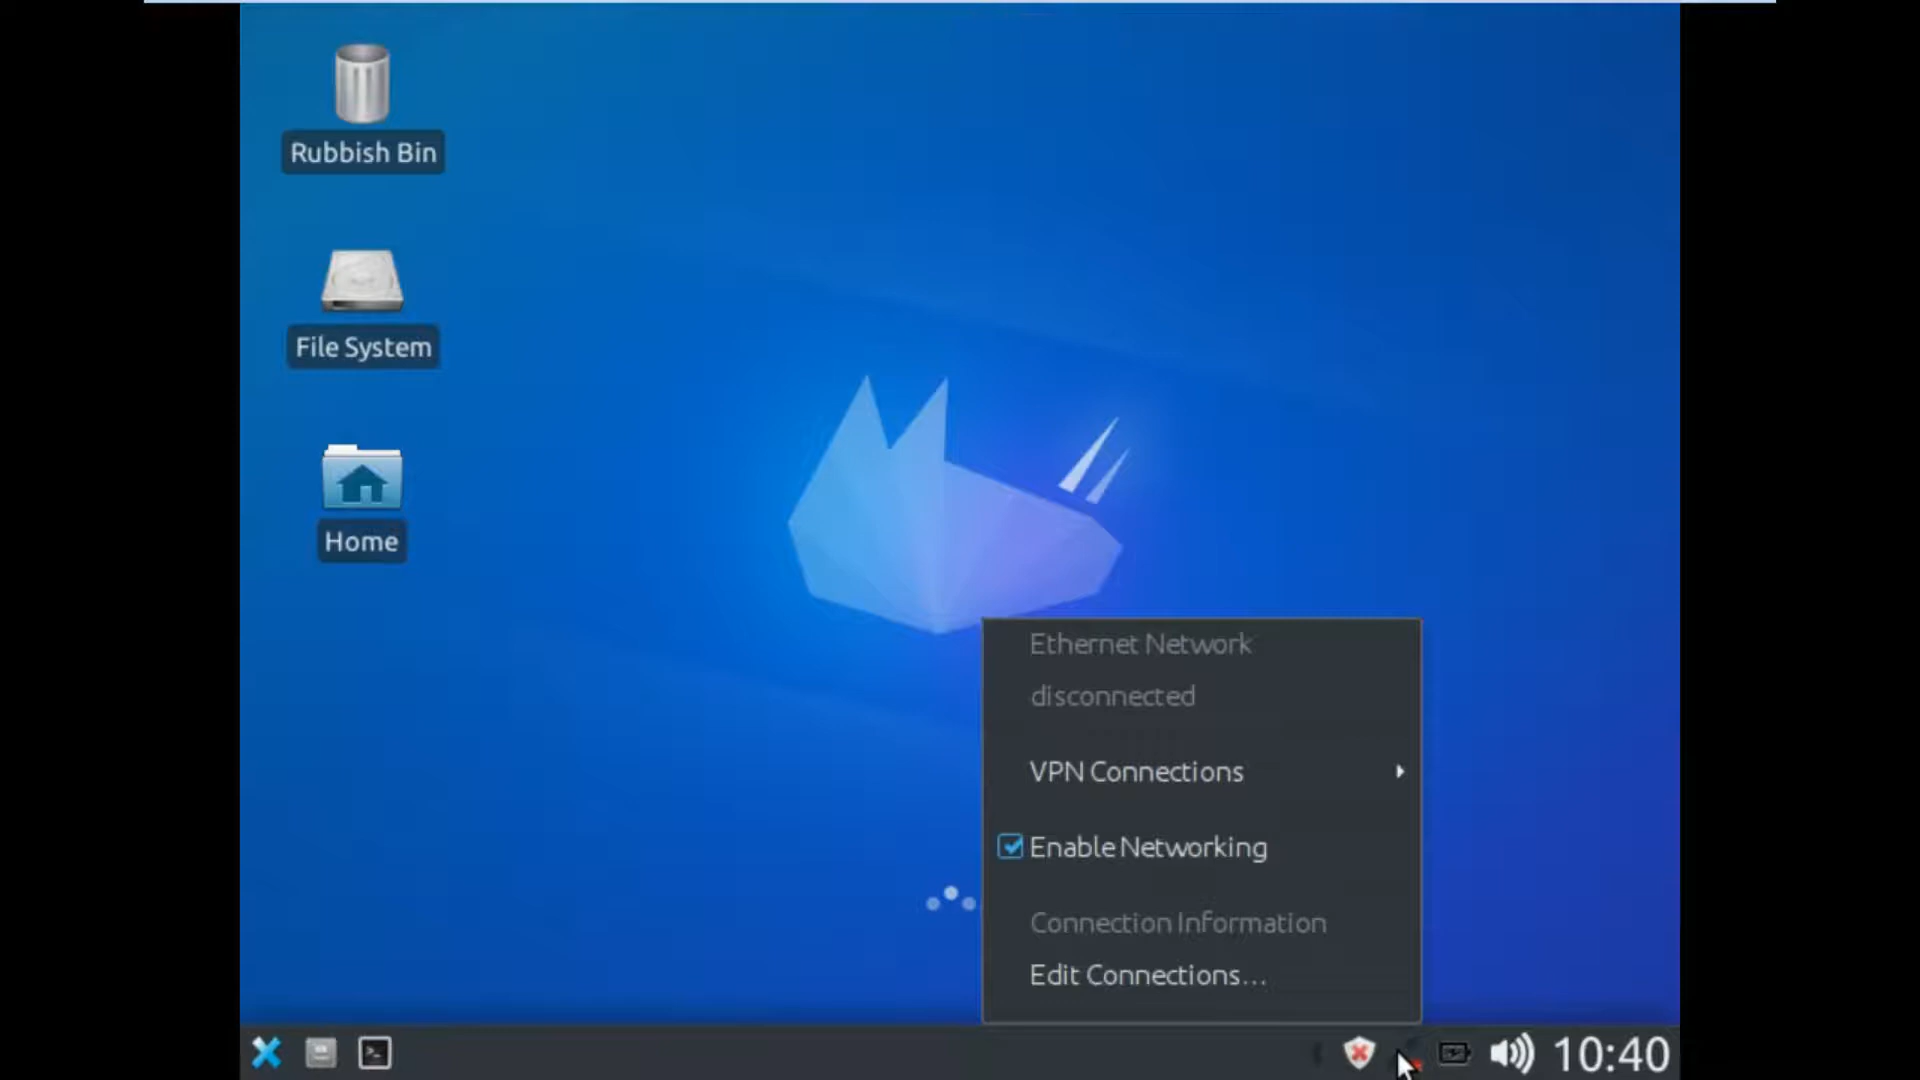 Rubbish Bin
File System
Home
Ethernet Network
disconnected
VPN Connections
Enable Networking
Connection Information
Edit Connections...
10:40